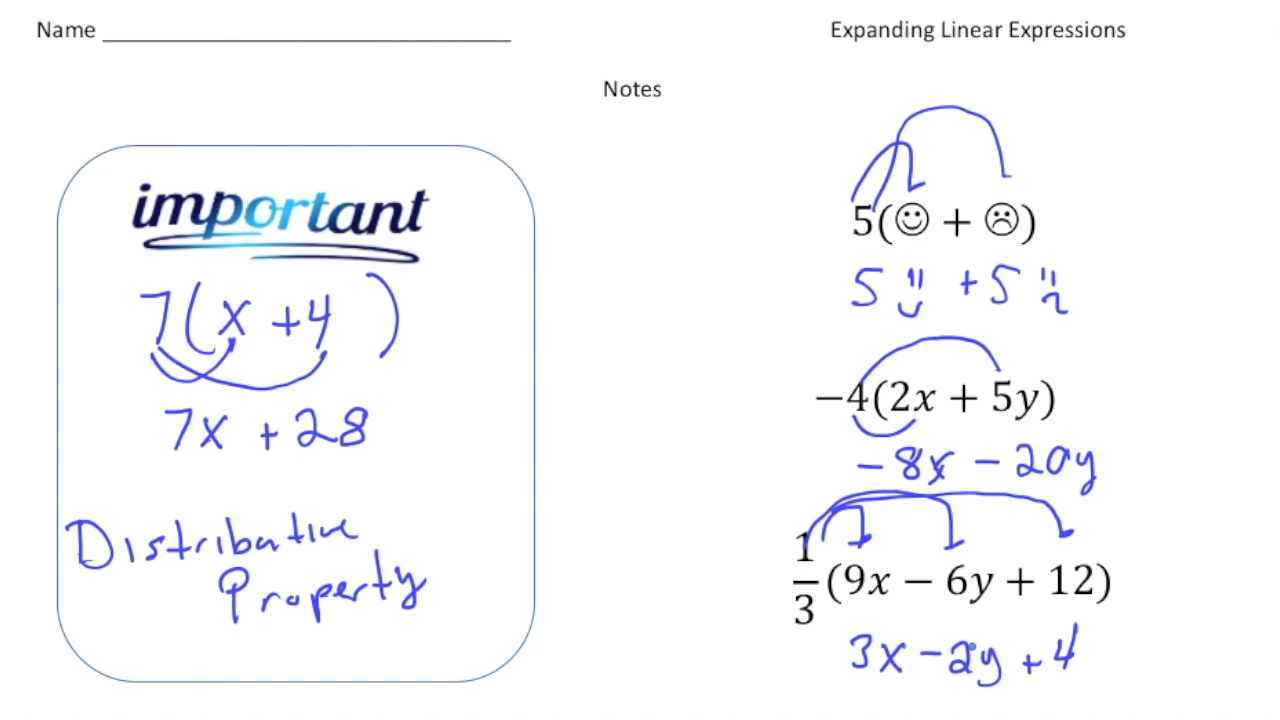 Name ___________________________________
Expanding Linear Expressions
Notes
important
7(x + 4)
7x + 28
Distributive
Property
5(☺ + ☹)
5 ☺ + 5 ☹
−4(2x + 5y)
− 8x − 20y
1/3(9x − 6y + 12)
3x − 2y + 4